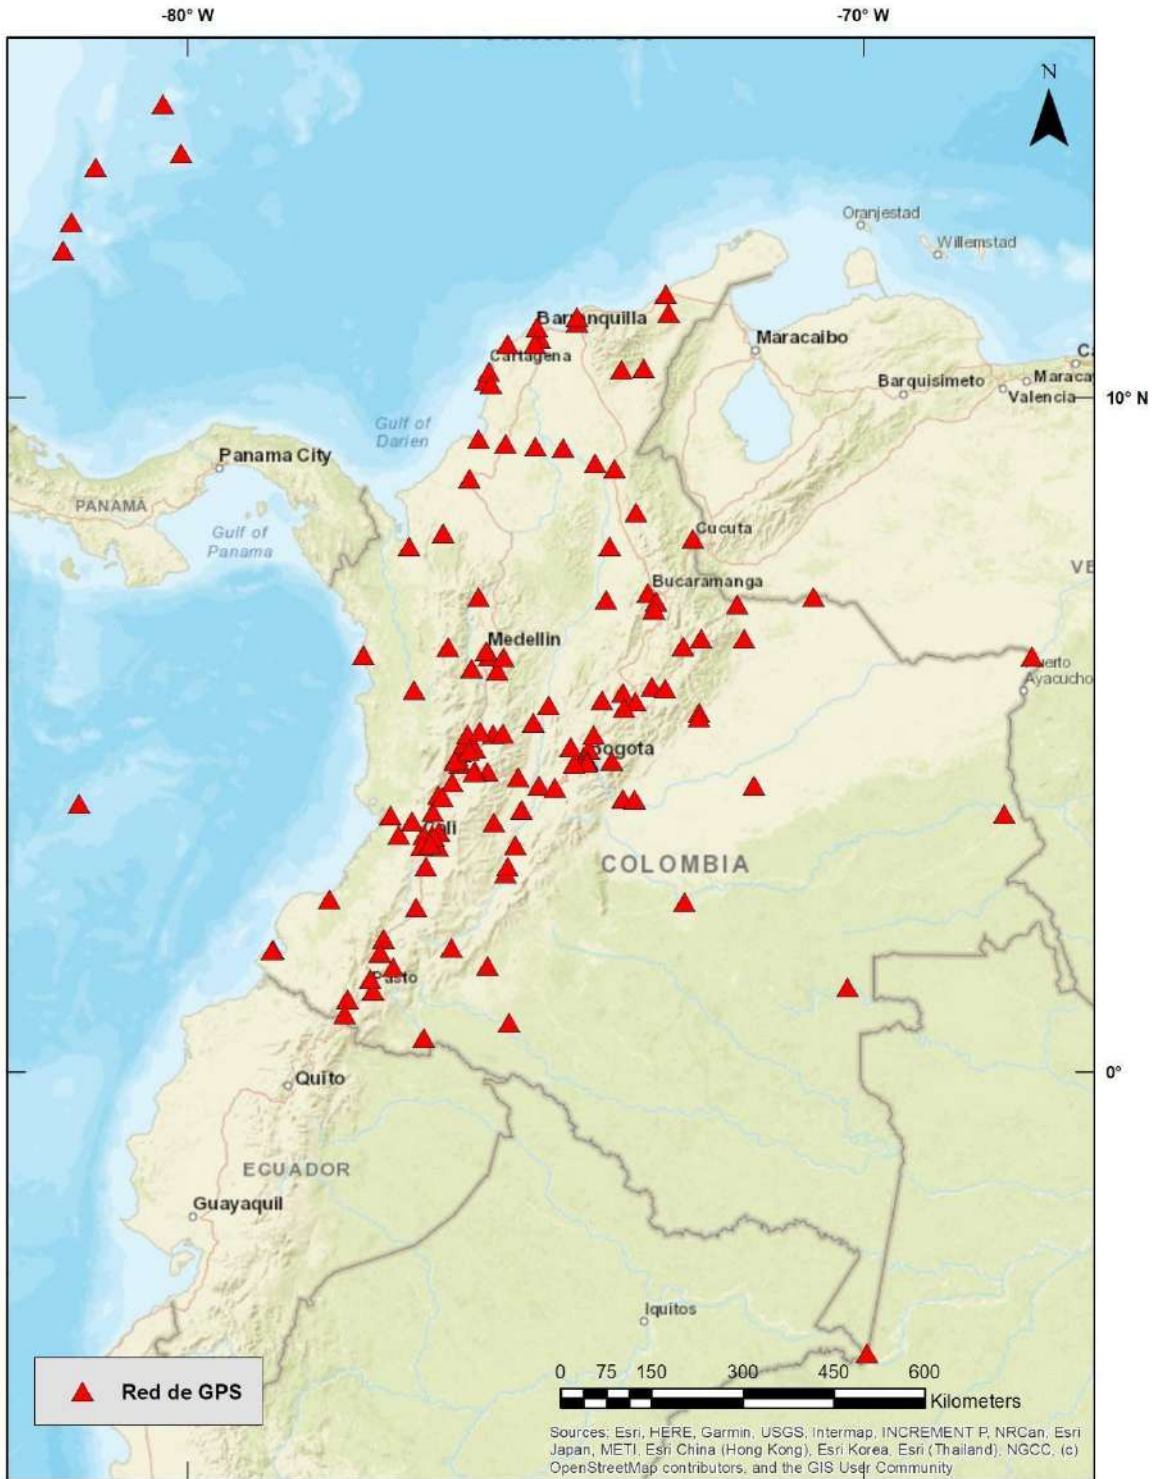 -80° W
-70° W
N
Oranjestad
Willemstad
Barranquilla
Maracaibo
Cartagena
Barquisimeto
Valencia
10° N
Gulf of
Darien
Panama City
PANAMA
Gulf of
Panama
Cucuta
Bucaramanga
Medellin
Ayacucho
Bogota
Cali
COLOMBIA
Pasto
Quito
0°
ECUADOR
Guayaquil
Iquitos
0 75 150 300 450 600
Kilometers
Red de GPS
Sources: Esri, HERE, Garmin, USGS, Intermap, INCREMENT P, NRCan, Esri
Japan, METI, Esri China (Hong Kong), Esri Korea, Esri (Thailand), NGCC, (c)
OpenStreetMap contributors, and the GIS User Community